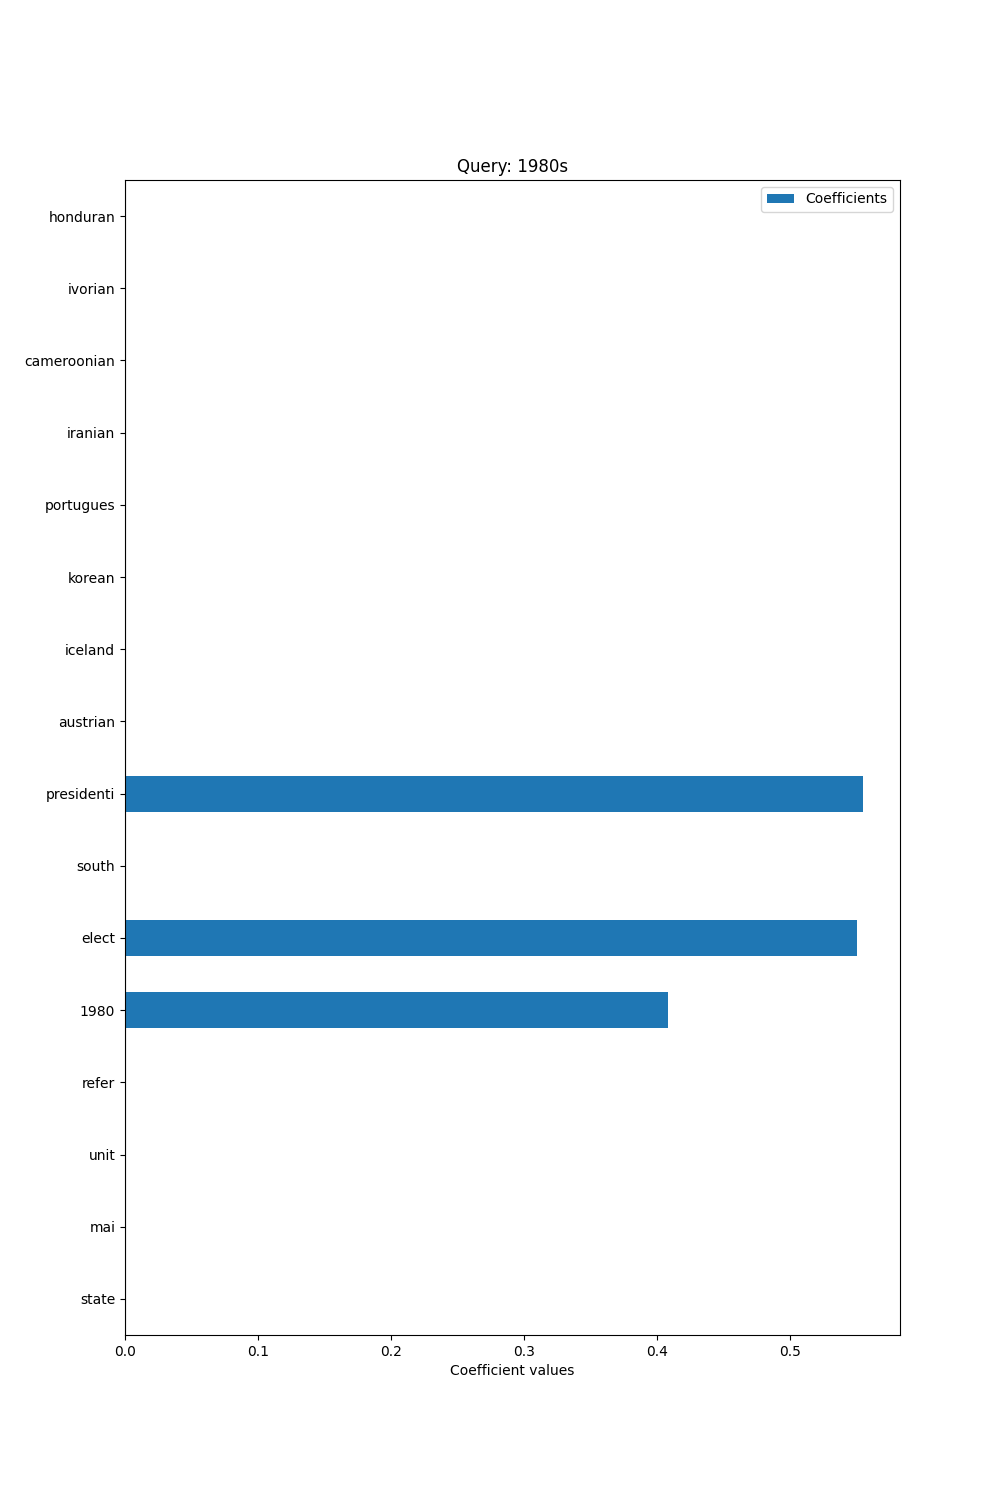 Query: 1980s
Coefficients
honduran
ivorian
cameroonian
iranian
portugues
korean
iceland
austrian
presidenti
south
elect
1980
refer
unit
mai
state
0.0 0.1 0.2 0.3 0.4 0.5
Coefficient values